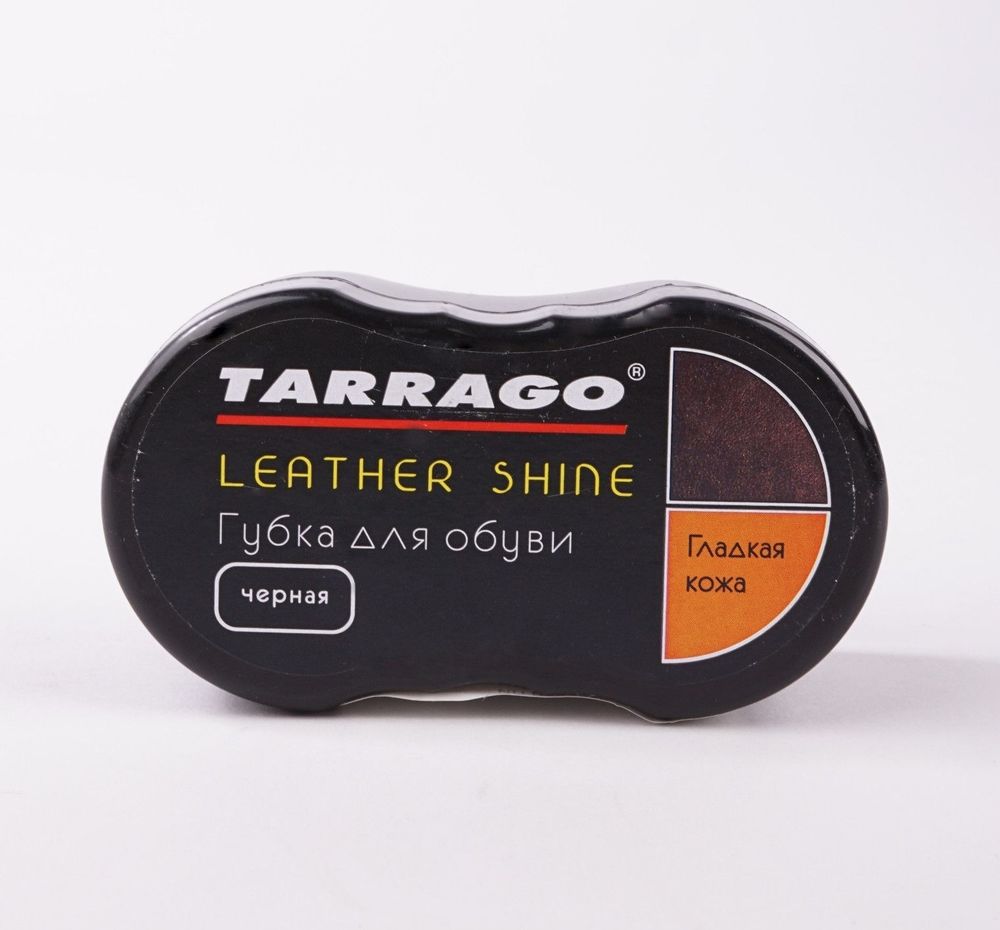 TARRAGO®
LEATHER SHINE
Губка для обуви
черная
Гладкая
кожа